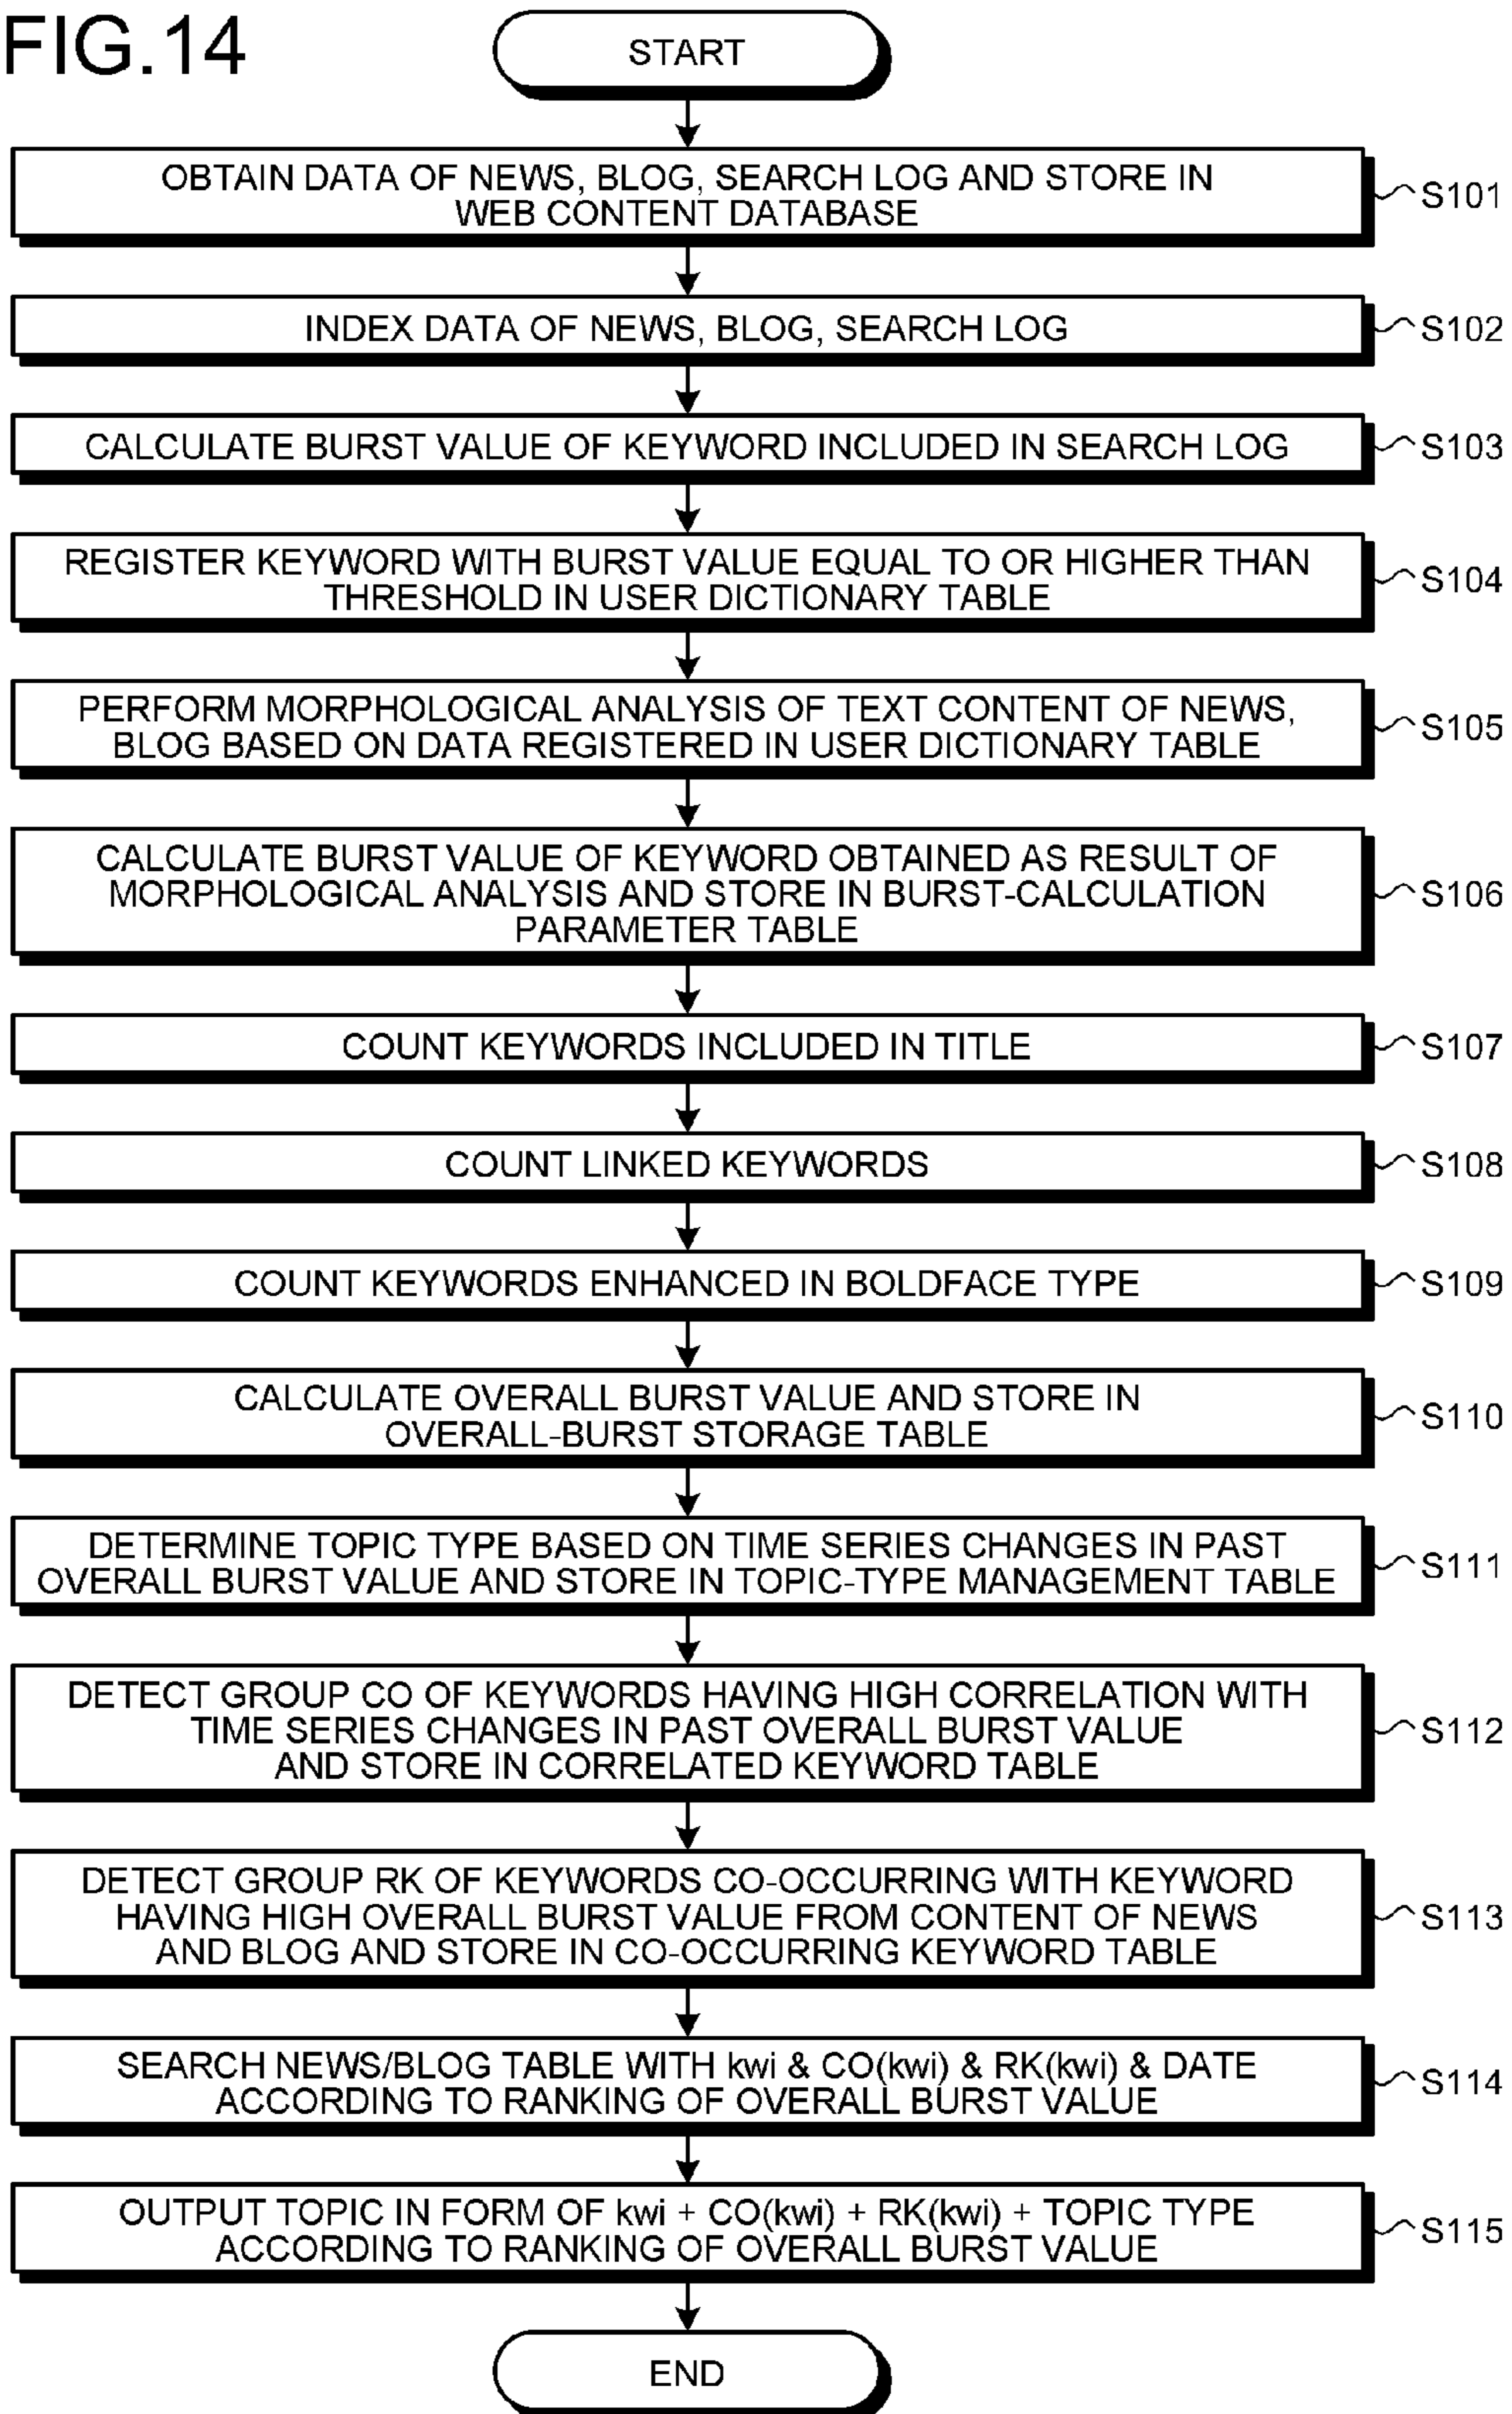 FIG.14
START
OBTAIN DATA OF NEWS, BLOG, SEARCH LOG AND STORE IN
WEB CONTENT DATABASE
S101
INDEX DATA OF NEWS, BLOG, SEARCH LOG
S102
CALCULATE BURST VALUE OF KEYWORD INCLUDED IN SEARCH LOG
S103
REGISTER KEYWORD WITH BURST VALUE EQUAL TO OR HIGHER THAN
THRESHOLD IN USER DICTIONARY TABLE
S104
PERFORM MORPHOLOGICAL ANALYSIS OF TEXT CONTENT OF NEWS,
BLOG BASED ON DATA REGISTERED IN USER DICTIONARY TABLE
S105
CALCULATE BURST VALUE OF KEYWORD OBTAINED AS RESULT OF
MORPHOLOGICAL ANALYSIS AND STORE IN BURST-CALCULATION
PARAMETER TABLE
S106
COUNT KEYWORDS INCLUDED IN TITLE
S107
COUNT LINKED KEYWORDS
S108
COUNT KEYWORDS ENHANCED IN BOLDFACE TYPE
S109
CALCULATE OVERALL BURST VALUE AND STORE IN
OVERALL-BURST STORAGE TABLE
S110
DETERMINE TOPIC TYPE BASED ON TIME SERIES CHANGES IN PAST
OVERALL BURST VALUE AND STORE IN TOPIC-TYPE MANAGEMENT TABLE
S111
DETECT GROUP CO OF KEYWORDS HAVING HIGH CORRELATION WITH
TIME SERIES CHANGES IN PAST OVERALL BURST VALUE
AND STORE IN CORRELATED KEYWORD TABLE
S112
DETECT GROUP RK OF KEYWORDS CO-OCCURRING WITH KEYWORD
HAVING HIGH OVERALL BURST VALUE FROM CONTENT OF NEWS
AND BLOG AND STORE IN CO-OCCURRING KEYWORD TABLE
S113
SEARCH NEWS/BLOG TABLE WITH kwi & CO(kwi) & RK(kwi) & DATE
ACCORDING TO RANKING OF OVERALL BURST VALUE
S114
OUTPUT TOPIC IN FORM OF kwi + CO(kwi) + RK(kwi) + TOPIC TYPE
ACCORDING TO RANKING OF OVERALL BURST VALUE
S115
END